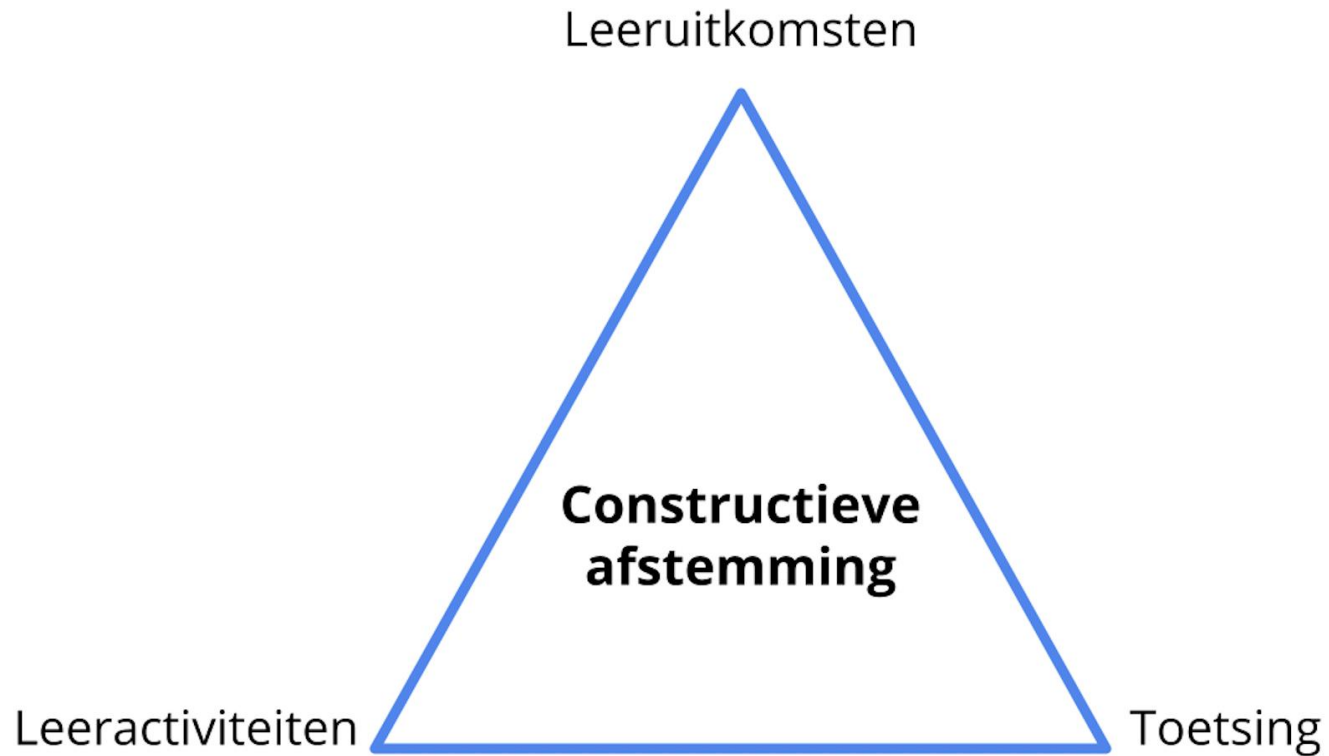 Leeruitkomsten
Constructieve
afstemming
Leeractiviteiten
Toetsing